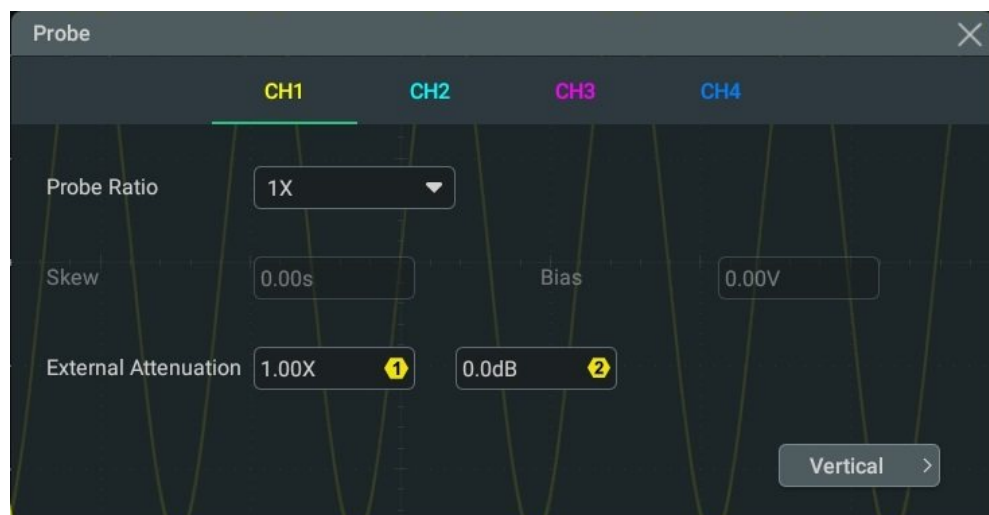 Probe
CH1 CH2 CH3 CH4
Probe Ratio 1X
Skew 0.00s Bias 0.00V
External Attenuation 1.00X 1 0.0dB 2
Vertical >